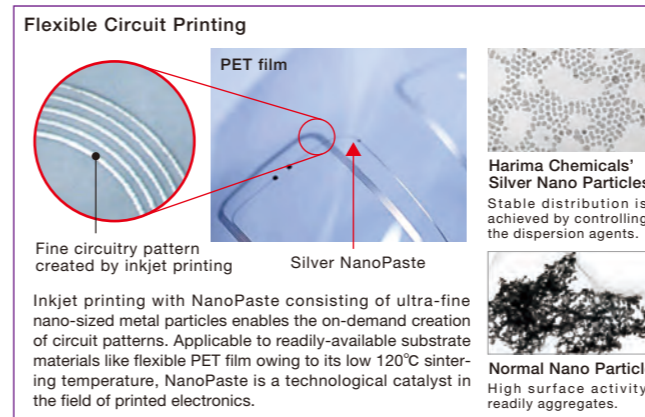 Flexible Circuit Printing
PET film
Fine circuitry pattern
created by inkjet printing
Silver NanoPaste
Inkjet printing with NanoPaste consisting of ultra-fine
nano-sized metal particles enables the on-demand creation
of circuit patterns. Applicable to readily-available substrate
materials like flexible PET film owing to its low 120℃ sinter-
ing temperature, NanoPaste is a technological catalyst in
the field of printed electronics.
Harima Chemicals'
Silver Nano Particles
Stable distribution is
achieved by controlling
the dispersion agents.
Normal Nano Particl
High surface activity
readily aggregates.